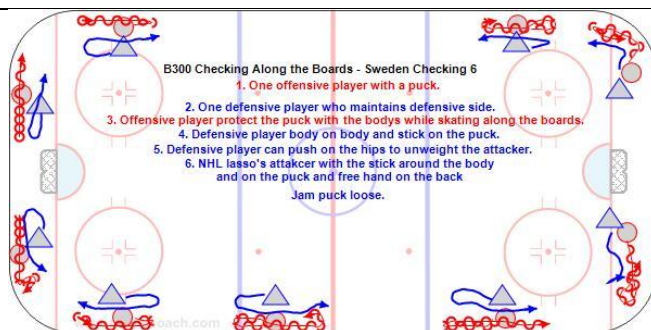 B300 Checking Along the Boards - Sweden Checking 6
1. One offensive player with a puck.
2. One defensive player who maintains defensive side.
3. Offensive player protect the puck with the bodys while skating along the boards.
4. Defensive player body on body and stick on the puck.
5. Defensive player can push on the hips to unweight the attacker.
6. NHL lasso's attakcer with the stick around the body
and on the puck and free hand on the back
Jam puck loose.